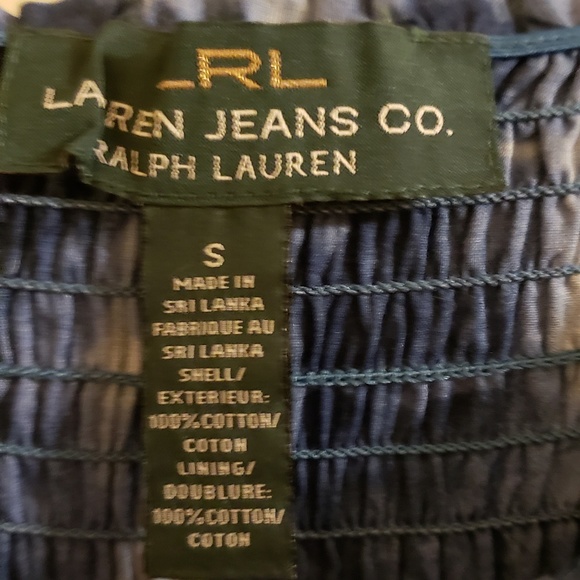 LRL
LAUREN JEANS CO.
RALPH LAUREN
S
MADE IN
SRI LANKA
FABRIQUE AU
SRI LANKA
SHELL/
EXTERIEUR:
100% COTTON/
COTON
LINING/
DOUBLURE:
100% COTTON/
COTON